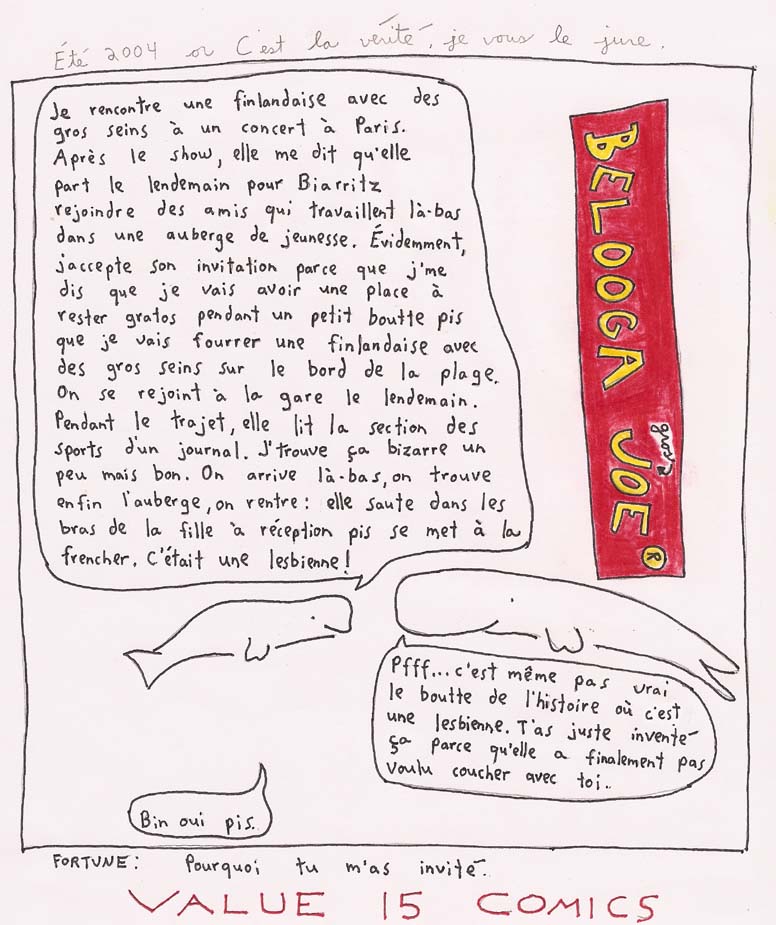 Été 2004 ou C'est la vérité, je vous le jure.
Je rencontre une finlandaise avec des
gros seins à un concert à Paris.
Après le show, elle me dit qu'elle
part le lendemain pour Biarritz
rejoindre des amis qui travaillent là-bas
dans une auberge de jeunesse. Évidemment,
j'accepte son invitation parce que j'me
dis que je vais avoir une place à
rester gratos pendant un petit boutte pis
que je vais fourrer une finlandaise avec
des gros seins sur le bord de la plage.
On se rejoint à la gare le lendemain.
Pendant le trajet, elle lit la section des
sports d'un journal. J'trouve ça bizarre un
peu mais bon. On arrive là-bas, on trouve
enfin l'auberge, on rentre: elle saute dans les
bras de la fille à réception pis se met à la
frencher. C'était une lesbienne!
BELOOGA JOE ®
Pfff... c'est même pas vrai
le boutte de l'histoire où c'est
une lesbienne. T'as juste inventé
ça parce qu'elle a finalement pas
voulu coucher avec toi..
Bin oui pis.
FORTUNE: Pourquoi tu m'as invité.
VALUE 15 COMICS